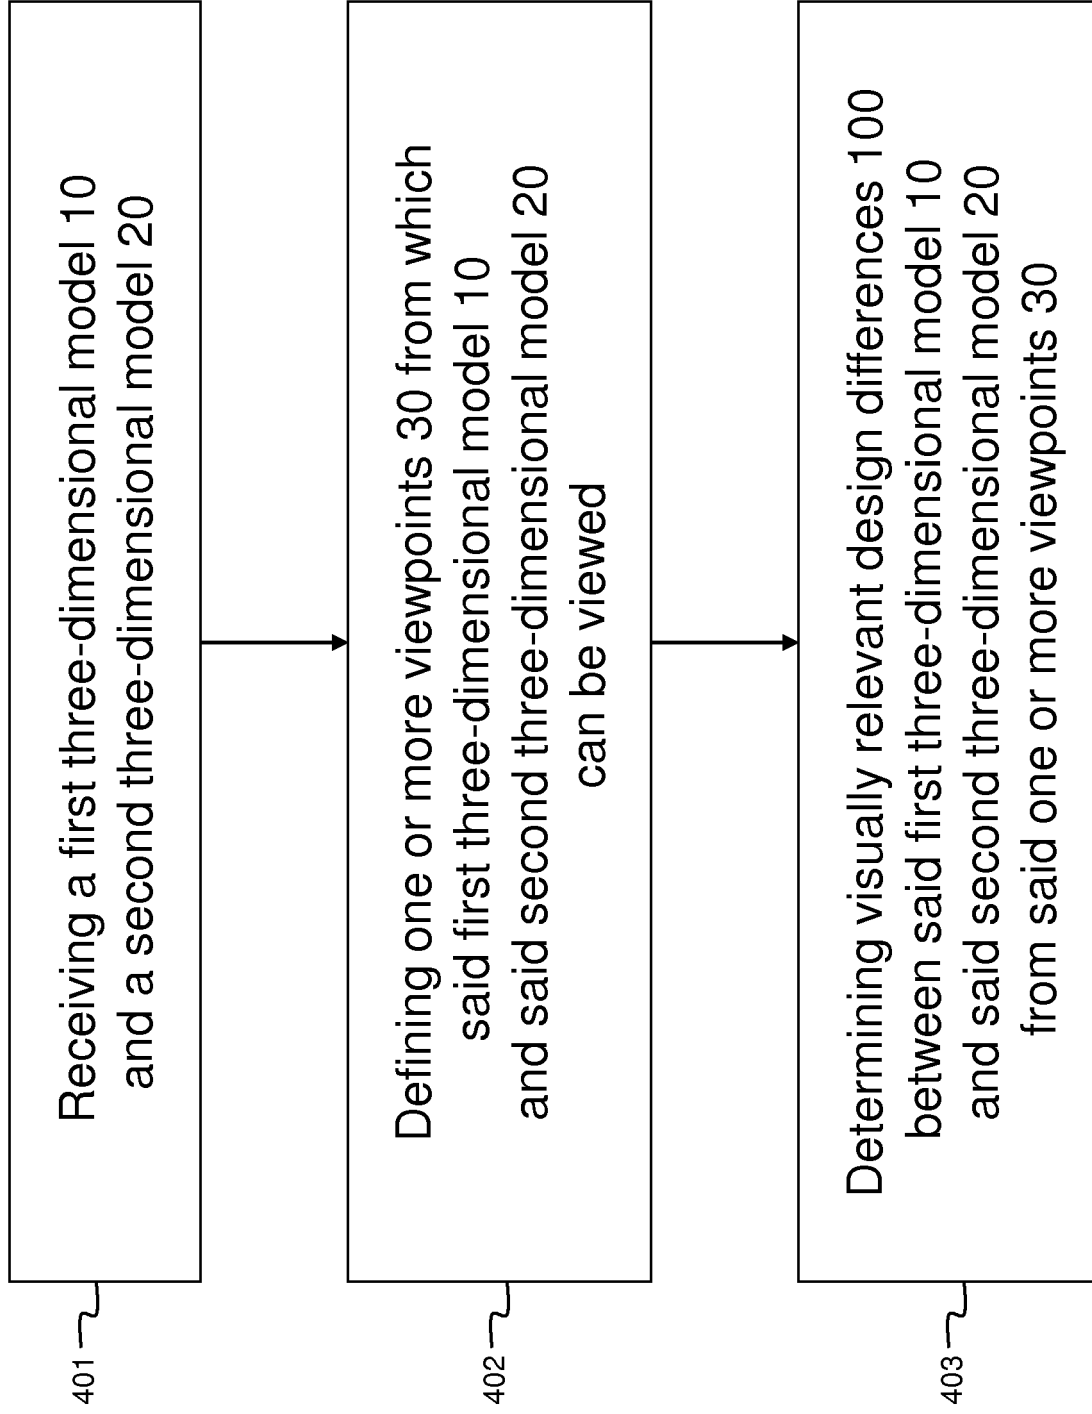 Receiving a first three-dimensional model 10
and a second three-dimensional model 20
401
Defining one or more viewpoints 30 from which
said first three-dimensional model 10
and said second three-dimensional model 20
can be viewed
402
Determining visually relevant design differences 100
between said first three-dimensional model 10
and said second three-dimensional model 20
from said one or more viewpoints 30
403